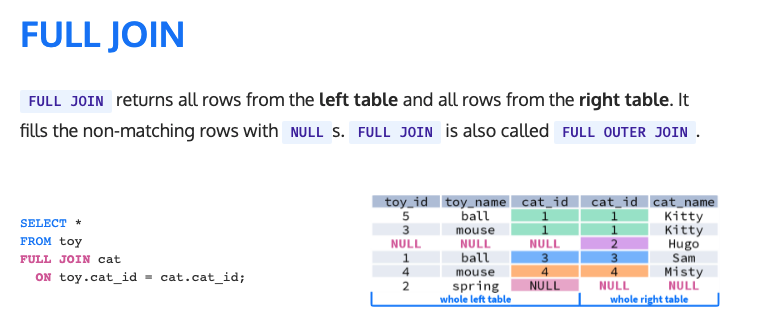 FULL JOIN
FULL JOIN returns all rows from the left table and all rows from the right table. It
fills the non-matching rows with NULL s. FULL JOIN is also called FULL OUTER JOIN .
SELECT *
FROM toy
FULL JOIN cat
ON toy.cat_id = cat.cat_id;
toy_id toy_name cat_id cat_id cat_name
5 ball 1 1 Kitty
3 mouse 1 1 Kitty
NULL NULL NULL 2 Hugo
1 ball 3 3 Sam
4 mouse 4 4 Misty
2 spring NULL NULL NULL
whole left table whole right table